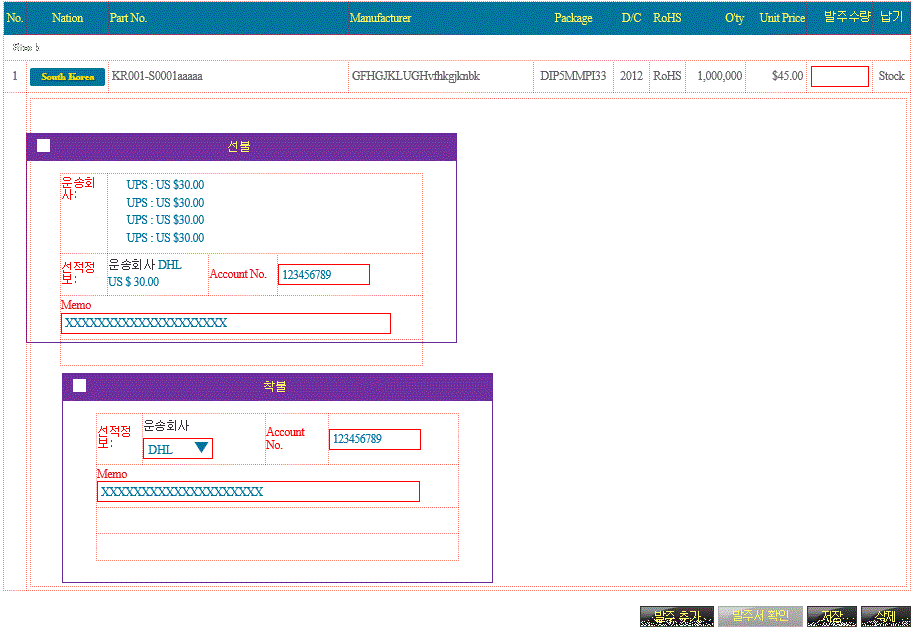 No. Nation Part No. Manufacturer Package D/C RoHS Q'ty Unit Price 발주수량 납기
Stock
1 South Korea KR001-S0001aaaaa GFHGJKLUGHvfhkgjknbk DIP5MMPI33 2012 RoHS 1,000,000 $45.00 Stock
선불
운송회
사:
UPS : US $30.00
UPS : US $30.00
UPS : US $30.00
UPS : US $30.00
선적정
보:
운송회사 DHL
US $ 30.00
Account No. 123456789
Memo
XXXXXXXXXXXXXXXXXXXX
착불
선적정
보:
운송회사
DHL
Account
No.
123456789
Memo
XXXXXXXXXXXXXXXXXXXX
발주 추가 발주서 확인 저장 삭제